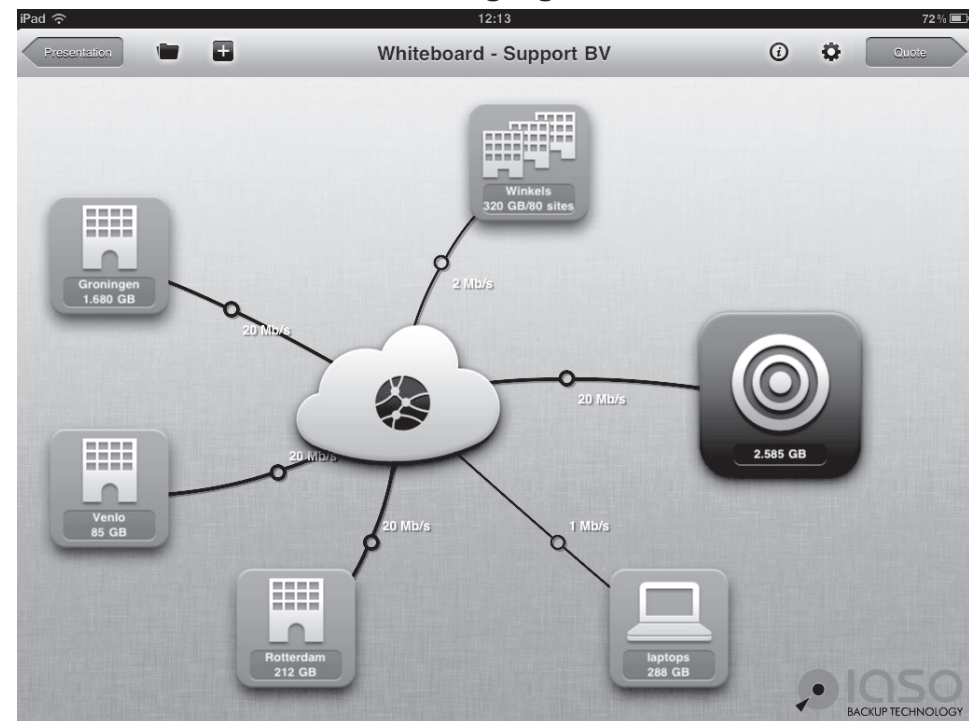 iPad
12:13
72%
Presentation
Whiteboard - Support BV
Quote
Winkels
320 GB/80 sites
Groningen
1.680 GB
2 Mb/s
20 Mb/s
20 Mb/s
2.585 GB
20 Mb/s
Venlo
85 GB
20 Mb/s
1 Mb/s
Rotterdam
212 GB
laptops
288 GB
IASO
BACKUP TECHNOLOGY